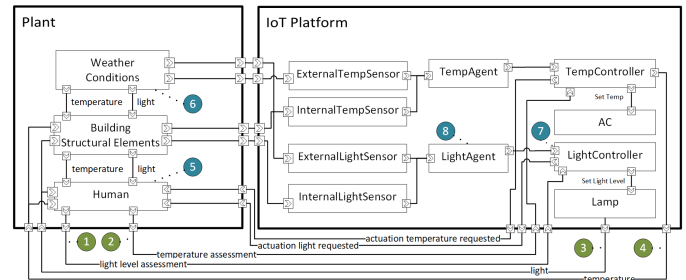 Plant
IoT Platform
Weather
Conditions
temperature
light
6
Building
Structural Elements
temperature
light
5
Human
1
2
ExternalTempSensor
InternalTempSensor
ExternalLightSensor
InternalLightSensor
TempAgent
8
LightAgent
TempController
Set Temp
AC
7
LightController
Set Light Level
Lamp
3
4
actuation temperature requested
actuation light requested
temperature assessment
light level assessment
light
temperature